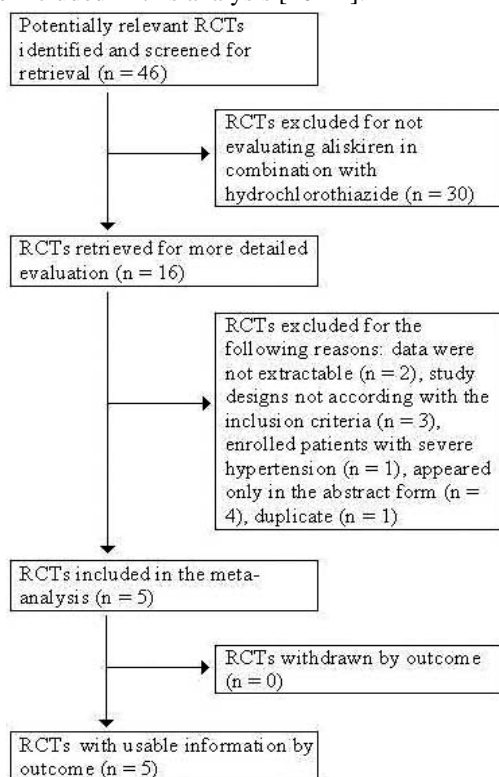 Potentially relevant RCTs
identified and screened for
retrieval (n = 46)
RCTs excluded for not
evaluating aliskiren in
combination with
hydrochlorothiazide (n = 30)
RCTs retrieved for more detailed
evaluation (n = 16)
RCTs excluded for the
following reasons: data were
not extractable (n = 2), study
designs not according with the
inclusion criteria (n = 3),
enrolled patients with severe
hypertension (n = 1), appeared
only in the abstract form (n =
4), duplicate (n = 1)
RCTs included in the meta-
analysis (n = 5)
RCTs withdrawn by outcome
(n = 0)
RCTs with usable information by
outcome (n = 5)